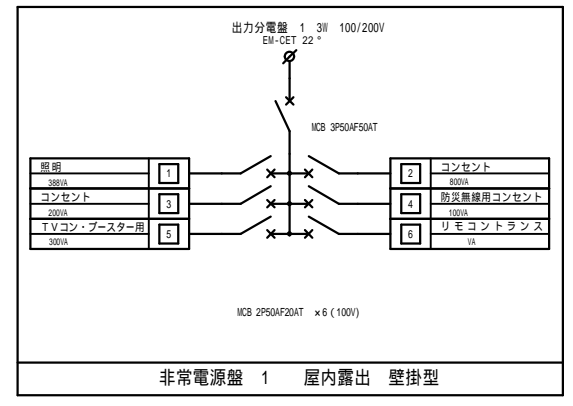 出力分電盤 1 3W 100/200V
EM-CET 22°
MCB 3P50AF50AT
照明
388VA
1
2
コンセント
800VA
コンセント
200VA
3
4
防災無線用コンセント
100VA
TVコン・ブースター用
300VA
5
6
リモコントランス
VA
MCB 2P50AF20AT ×6 (100V)
非常電源盤 1 屋内露出 壁掛型